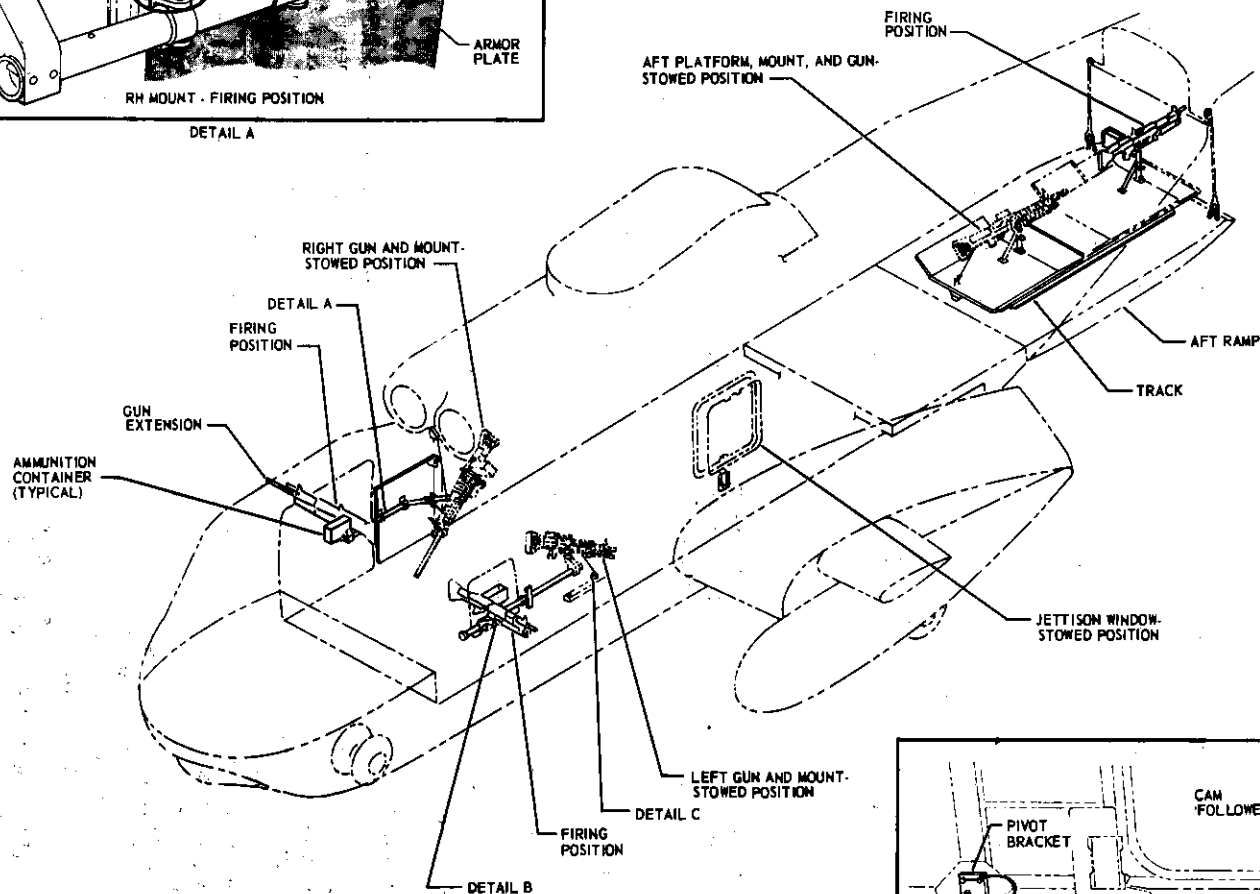 ARMOR
PLATE
RH MOUNT - FIRING POSITION
DETAIL A
FIRING
POSITION
AFT PLATFORM, MOUNT, AND GUN-
STOWED POSITION
RIGHT GUN AND MOUNT-
STOWED POSITION
DETAIL A
FIRING
POSITION
GUN
EXTENSION
AMMUNITION
CONTAINER
(TYPICAL)
AFT RAMP
TRACK
JETTISON WINDOW-
STOWED POSITION
LEFT GUN AND MOUNT-
STOWED POSITION
DETAIL C
FIRING
POSITION
DETAIL B
CAM
FOLLOWE
PIVOT
BRACKET